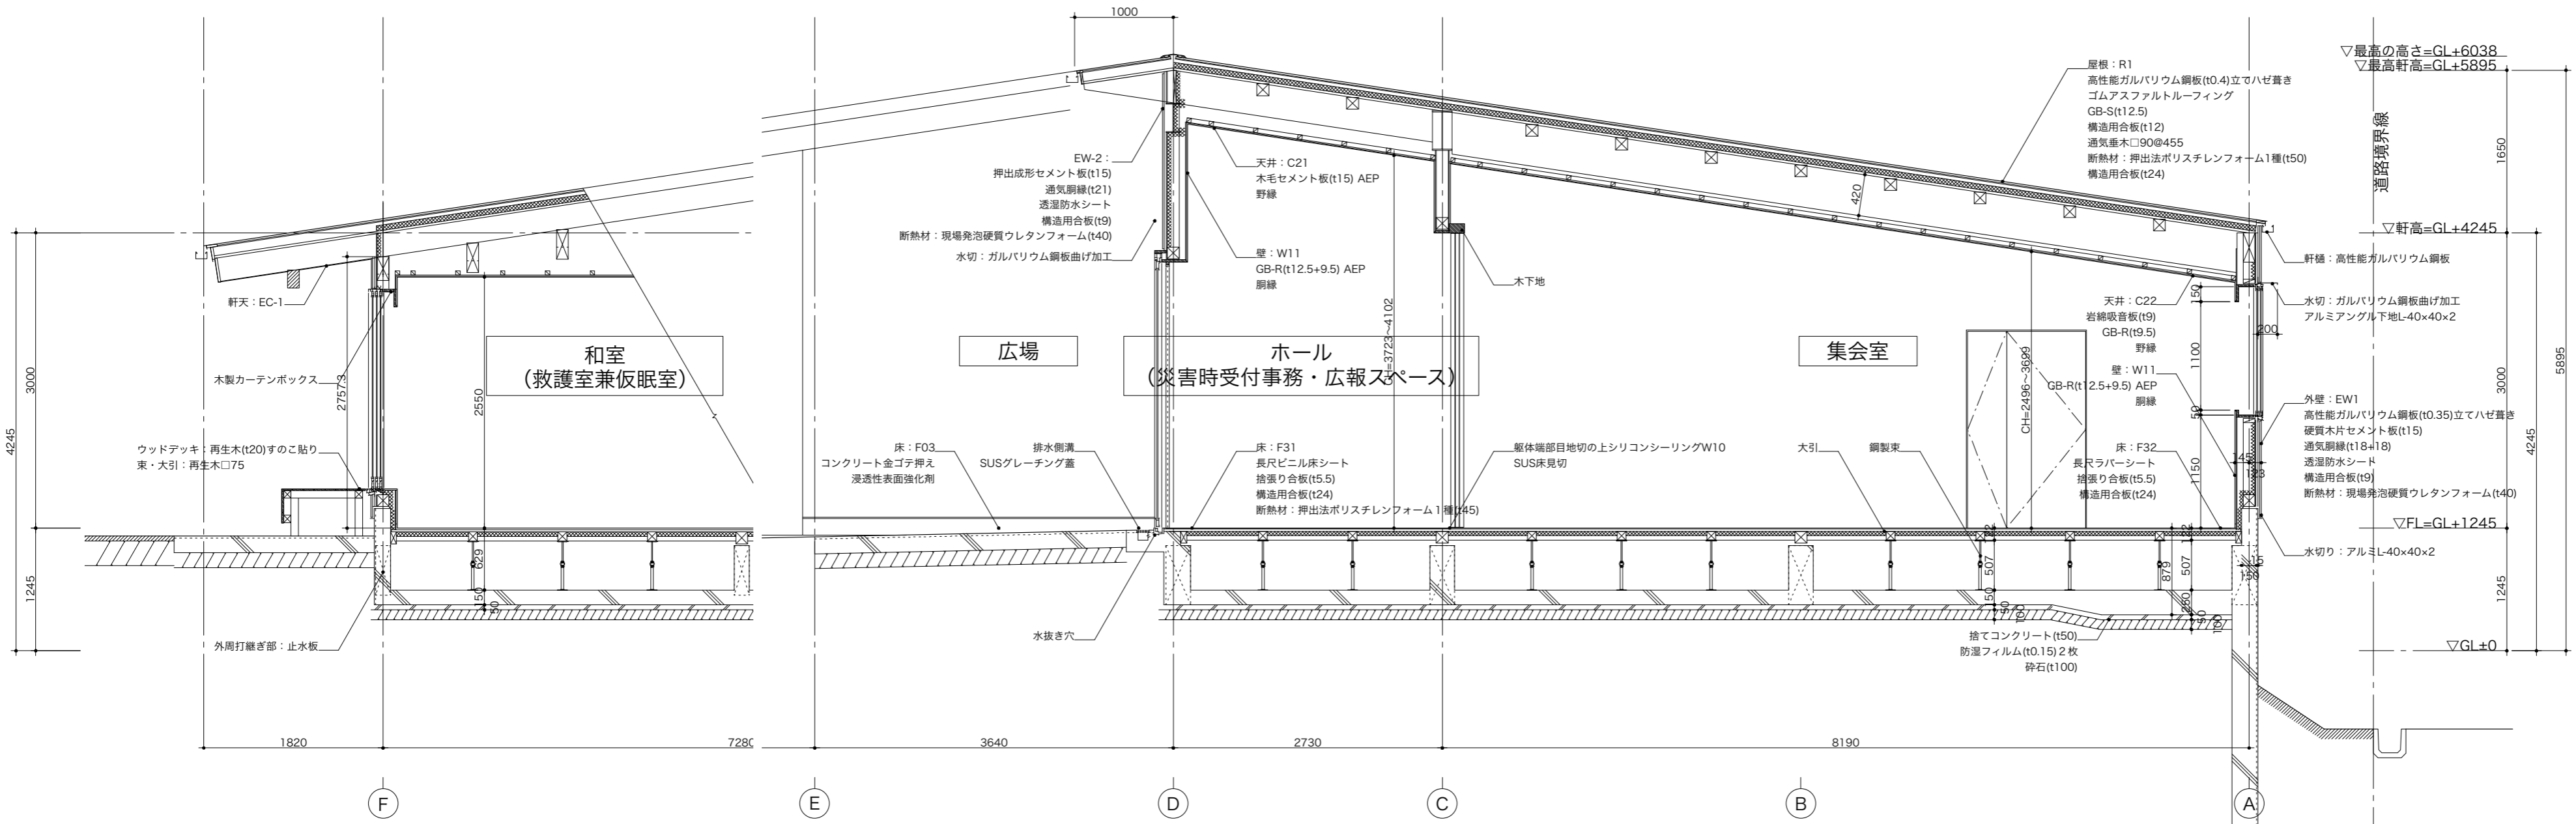 1000
▽最高の高さ=GL+6038
▽最高軒高=GL+5895
屋根：R1
高性能ガルバリウム鋼板(t0.4)立てハゼ葺き
ゴムアスファルトルーフィング
GB-S(t12.5)
構造用合板(t12)
通気垂木□90@455
断熱材：押出法ポリスチレンフォーム1種(t50)
構造用合板(t24)
道路境界線
1650
EW-2：
押出成形セメント板(t15)
通気胴縁(t21)
透湿防水シート
構造用合板(t9)
断熱材：現場発泡硬質ウレタンフォーム(t40)
水切：ガルバリウム鋼板曲げ加工
天井：C21
木毛セメント板(t15) AEP
野縁
壁：W11
GB-R(t12.5+9.5) AEP
胴縁
木下地
420
▽軒高=GL+4245
軒樋：高性能ガルバリウム鋼板
軒天：EC-1
天井：C22
岩綿吸音板(t9)
GB-R(t9.5)
野縁
150
水切：ガルバリウム鋼板曲げ加工
アルミアングル下地L-40×40×2
200
和室
（救護室兼仮眠室）
広場
ホール
（災害時受付事務・広報スペース）
集会室
CH=3723~4102
CH=2496~3699
1100
木製カーテンボックス
2757.3
2550
3000
4245
壁：W11
GB-R(t12.5+9.5) AEP
胴縁
50
外壁：EW1
高性能ガルバリウム鋼板(t0.35)立てハゼ葺き
硬質木片セメント板(t15)
通気胴縁(t18+18)
透湿防水シート
構造用合板(t9)
断熱材：現場発泡硬質ウレタンフォーム(t40)
3000
5895
4245
ウッドデッキ：再生木(t20)すのこ貼り
束・大引：再生木□75
床：F03
コンクリート金ゴテ押え
浸透性表面強化剤
排水側溝
SUSグレーチング蓋
床：F31
長尺ビニル床シート
捨張り合板(t5.5)
構造用合板(t24)
断熱材：押出法ポリスチレンフォーム１種(t45)
躯体端部目地切の上シリコンシーリングW10
SUS床見切
大引
鋼製束
床：F32
長尺ラバーシート
捨張り合板(t5.5)
構造用合板(t24)
1150
123
▽FL=GL+1245
水切り：アルミL-40×40×2
629
150
50
507
150
50
100
879
507
50
100
15
150
1245
1245
外周打継ぎ部：止水板
水抜き穴
捨てコンクリート(t50)
防湿フィルム(t0.15)２枚
砕石(t100)
▽GL±0
1820
7280
3640
2730
8190
F
E
D
C
B
A